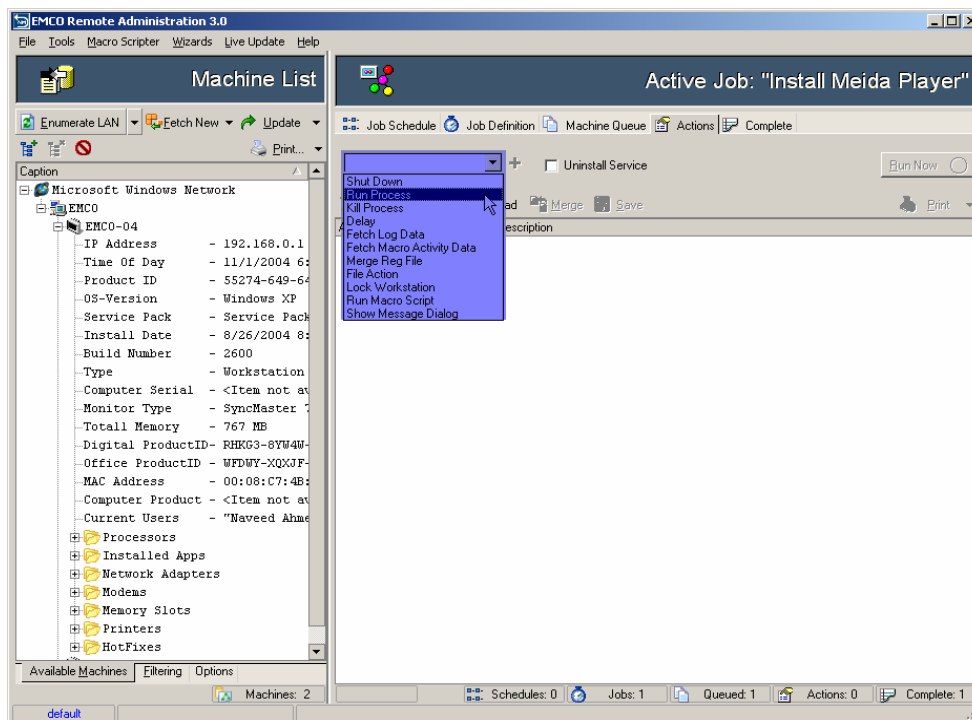 EMCO Remote Administration 3.0
File Tools Macro Scripter Wizards Live Update Help
Machine List
Active Job: "Install Meida Player"
Enumerate LAN Fetch New Update
Job Schedule Job Definition Machine Queue Actions Complete
Print...
Uninstall Service
Run Now
Caption
Shut Down
Run Process
Kill Process
Delay
Fetch Log Data
Fetch Macro Activity Data
Merge Reg File
File Action
Lock Workstation
Run Macro Script
Show Message Dialog
ad Merge Save Print
escription
Microsoft Windows Network
EMCO
EMCO-04
IP Address - 192.168.0.1
Time Of Day - 11/1/2004 6:
Product ID - 55274-649-64
OS-Version - Windows XP
Service Pack - Service Pack
Install Date - 8/26/2004 8:
Build Number - 2600
Type - Workstation
Computer Serial - <Item not av
Monitor Type - SyncMaster 7
Totall Memory - 767 MB
Digital ProductID- RHKG3-8YW4W-
Office ProductID - WFDWY-XQXJF-
MAC Address - 00:08:C7:4B:
Computer Product - <Item not av
Current Users - "Naveed Ahme
Processors
Installed Apps
Network Adapters
Modems
Memory Slots
Printers
HotFixes
Available Machines Filtering Options
Machines: 2
Schedules: 0 Jobs: 1 Queued: 1 Actions: 0 Complete: 1
default